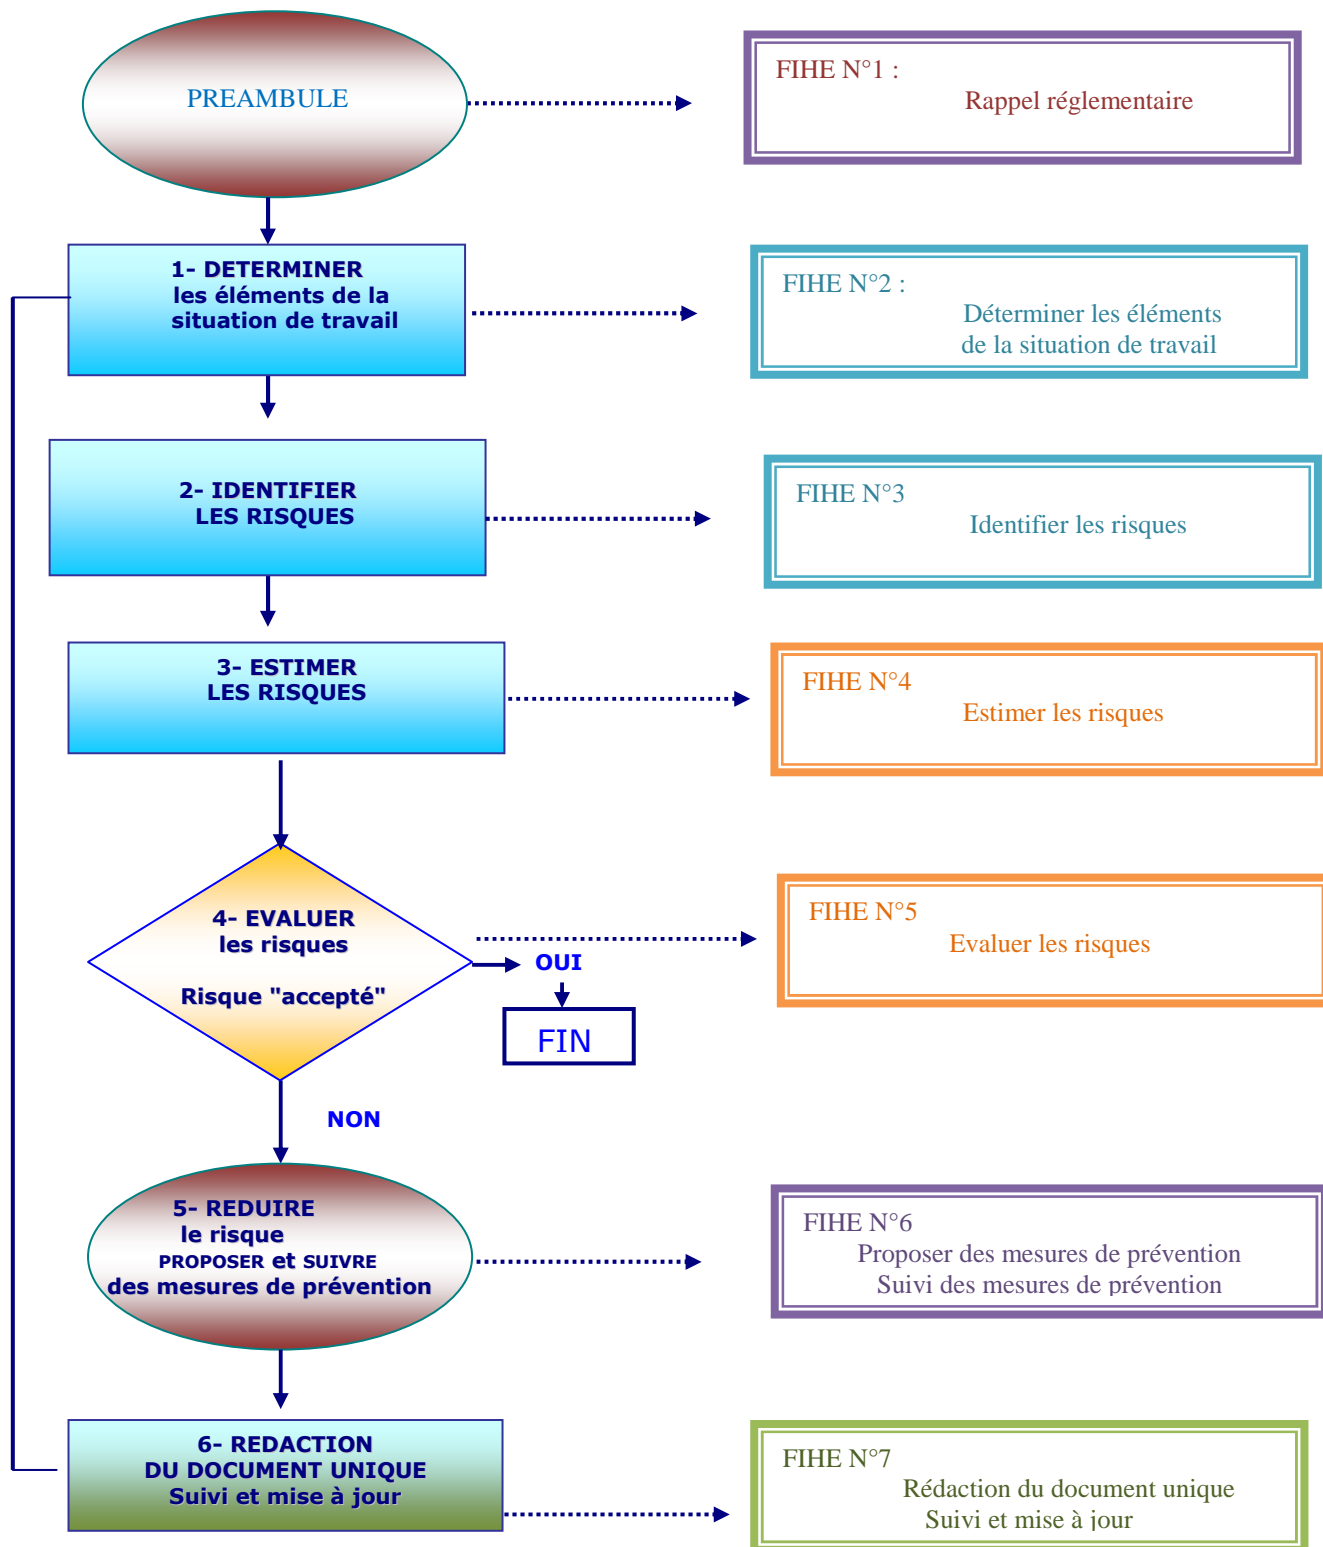 PREAMBULE
FIHE N°1 :
Rappel réglementaire
1- DETERMINER
les éléments de la
situation de travail
FIHE N°2 :
Déterminer les éléments
de la situation de travail
2- IDENTIFIER
LES RISQUES
FIHE N°3
Identifier les risques
3- ESTIMER
LES RISQUES
FIHE N°4
Estimer les risques
4- EVALUER
les risques
Risque "accepté"
OUI
FIN
FIHE N°5
Evaluer les risques
NON
5- REDUIRE
le risque
PROPOSER et SUIVRE
des mesures de prévention
FIHE N°6
Proposer des mesures de prévention
Suivi des mesures de prévention
6- REDACTION
DU DOCUMENT UNIQUE
Suivi et mise à jour
FIHE N°7
Rédaction du document unique
Suivi et mise à jour